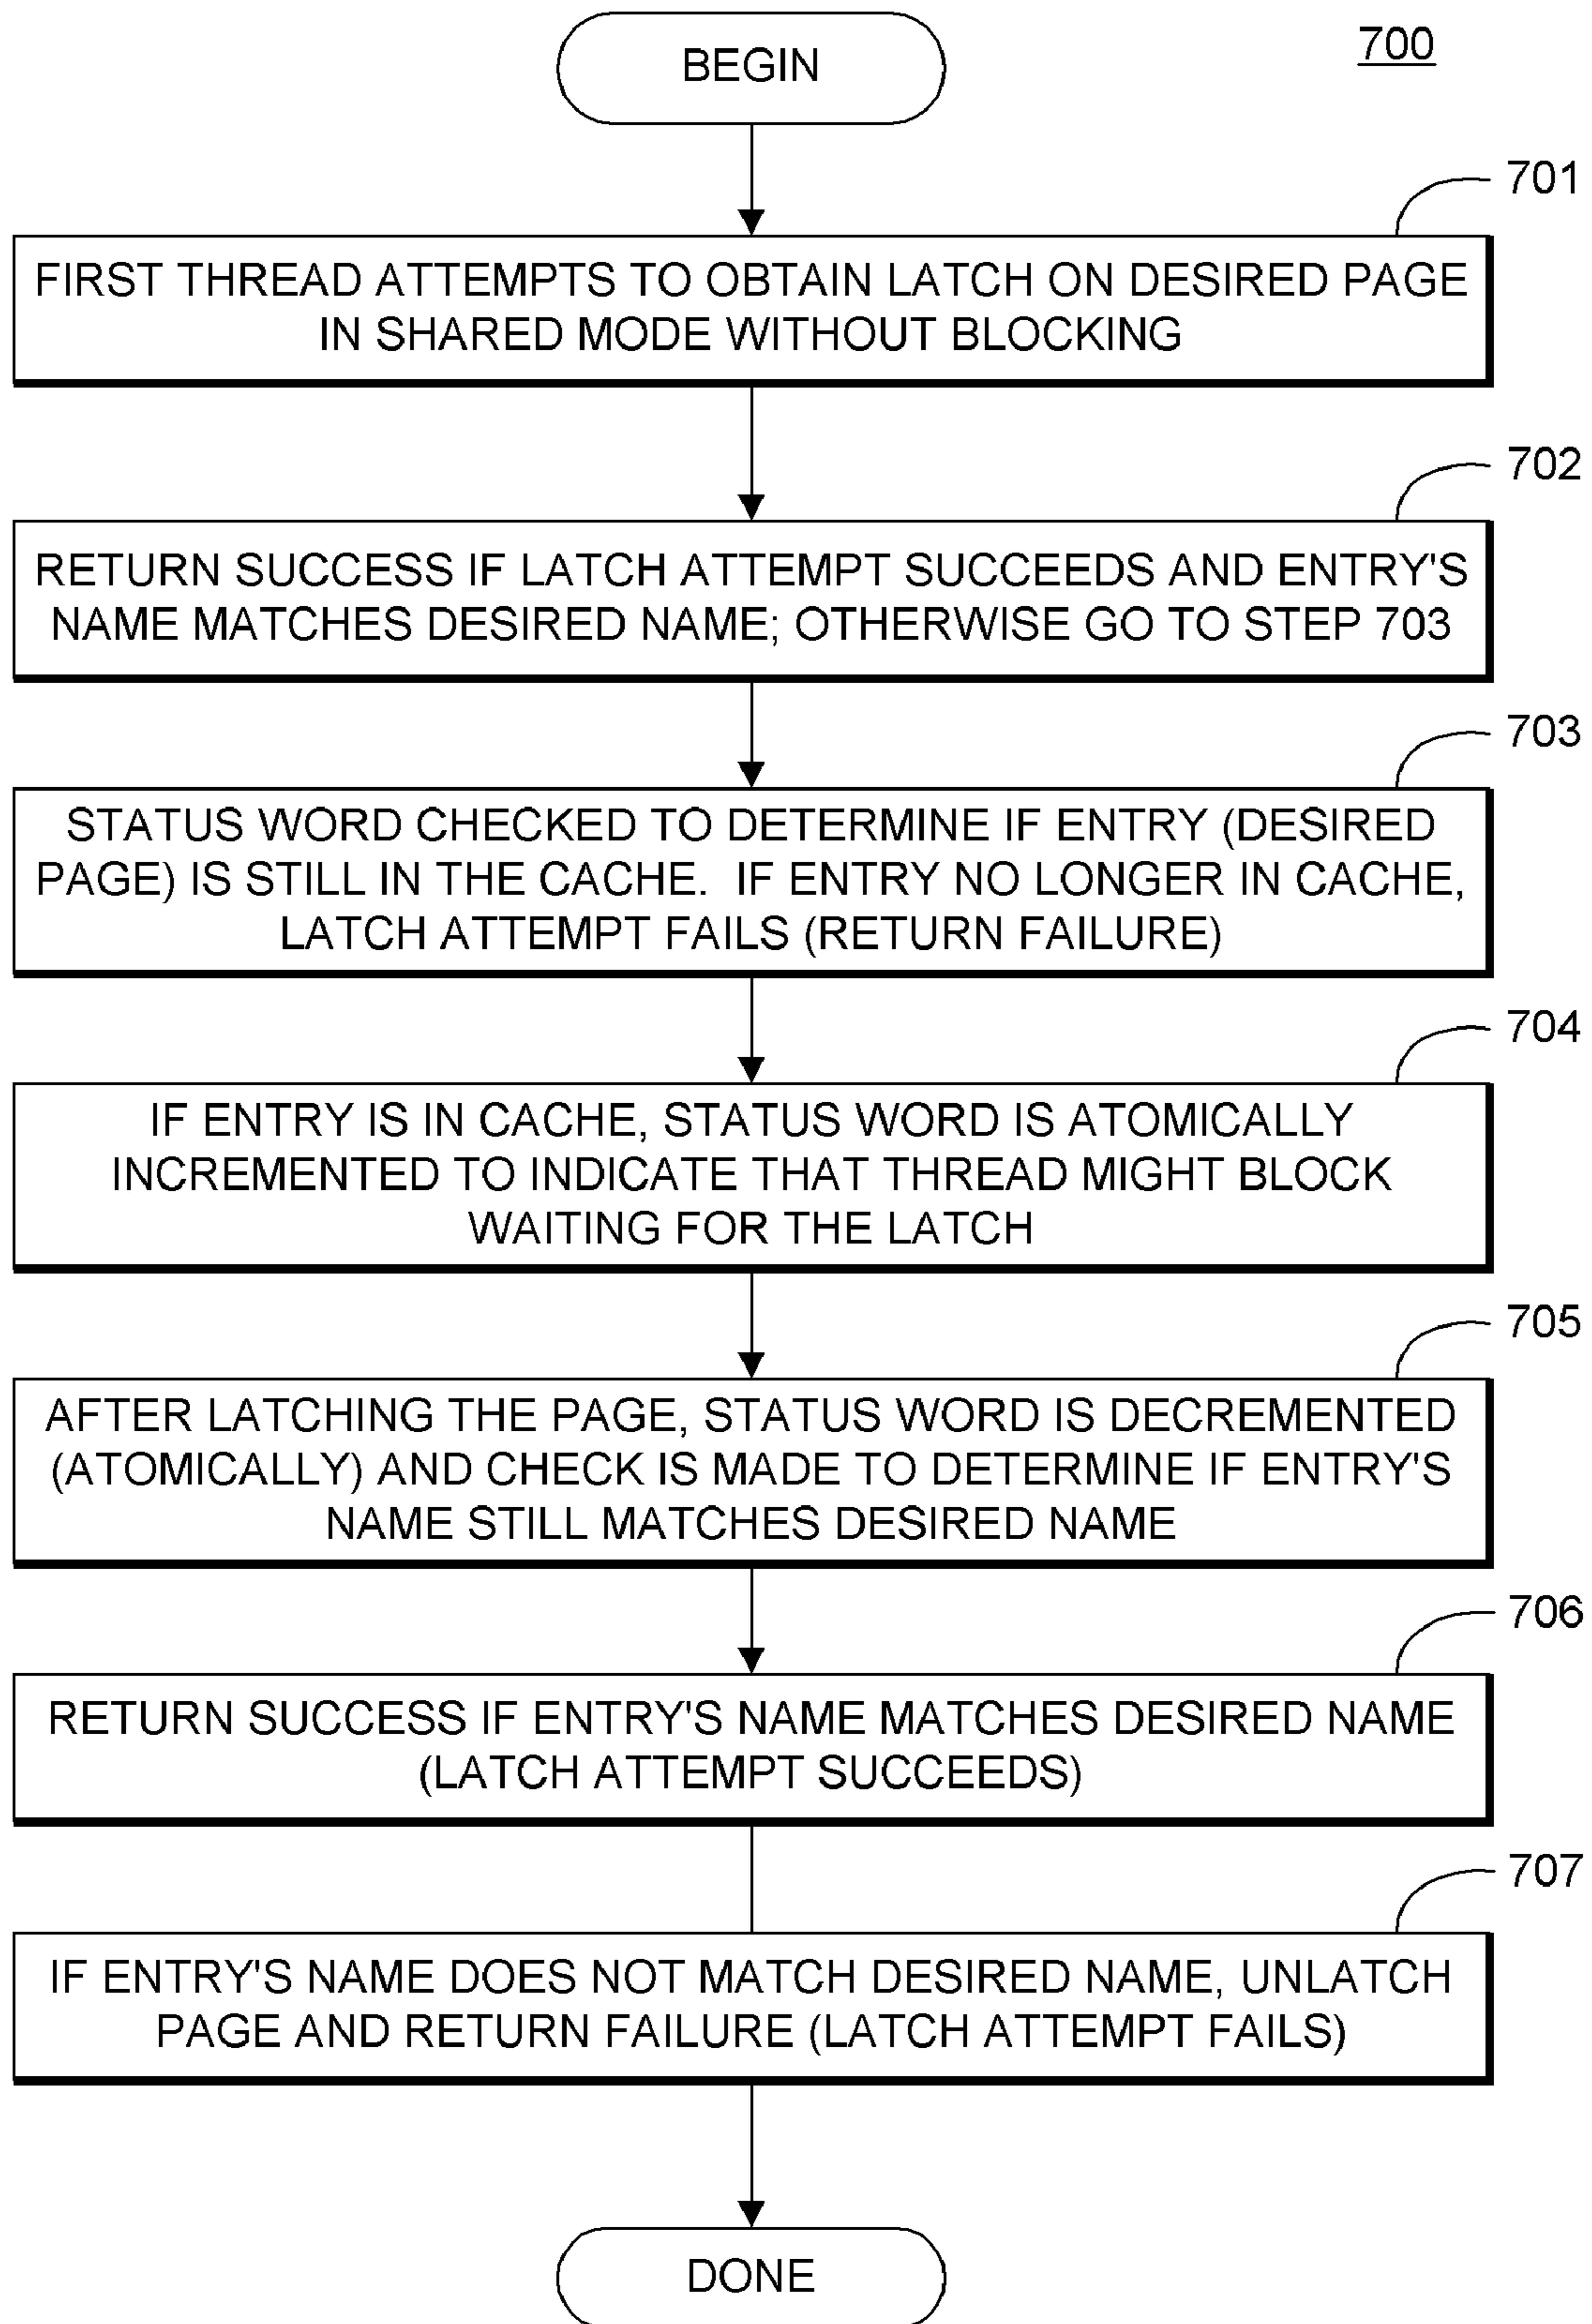 BEGIN
700
701
FIRST THREAD ATTEMPTS TO OBTAIN LATCH ON DESIRED PAGE
IN SHARED MODE WITHOUT BLOCKING
702
RETURN SUCCESS IF LATCH ATTEMPT SUCCEEDS AND ENTRY'S
NAME MATCHES DESIRED NAME; OTHERWISE GO TO STEP 703
703
STATUS WORD CHECKED TO DETERMINE IF ENTRY (DESIRED
PAGE) IS STILL IN THE CACHE. IF ENTRY NO LONGER IN CACHE,
LATCH ATTEMPT FAILS (RETURN FAILURE)
704
IF ENTRY IS IN CACHE, STATUS WORD IS ATOMICALLY
INCREMENTED TO INDICATE THAT THREAD MIGHT BLOCK
WAITING FOR THE LATCH
705
AFTER LATCHING THE PAGE, STATUS WORD IS DECREMENTED
(ATOMICALLY) AND CHECK IS MADE TO DETERMINE IF ENTRY'S
NAME STILL MATCHES DESIRED NAME
706
RETURN SUCCESS IF ENTRY'S NAME MATCHES DESIRED NAME
(LATCH ATTEMPT SUCCEEDS)
707
IF ENTRY'S NAME DOES NOT MATCH DESIRED NAME, UNLATCH
PAGE AND RETURN FAILURE (LATCH ATTEMPT FAILS)
DONE